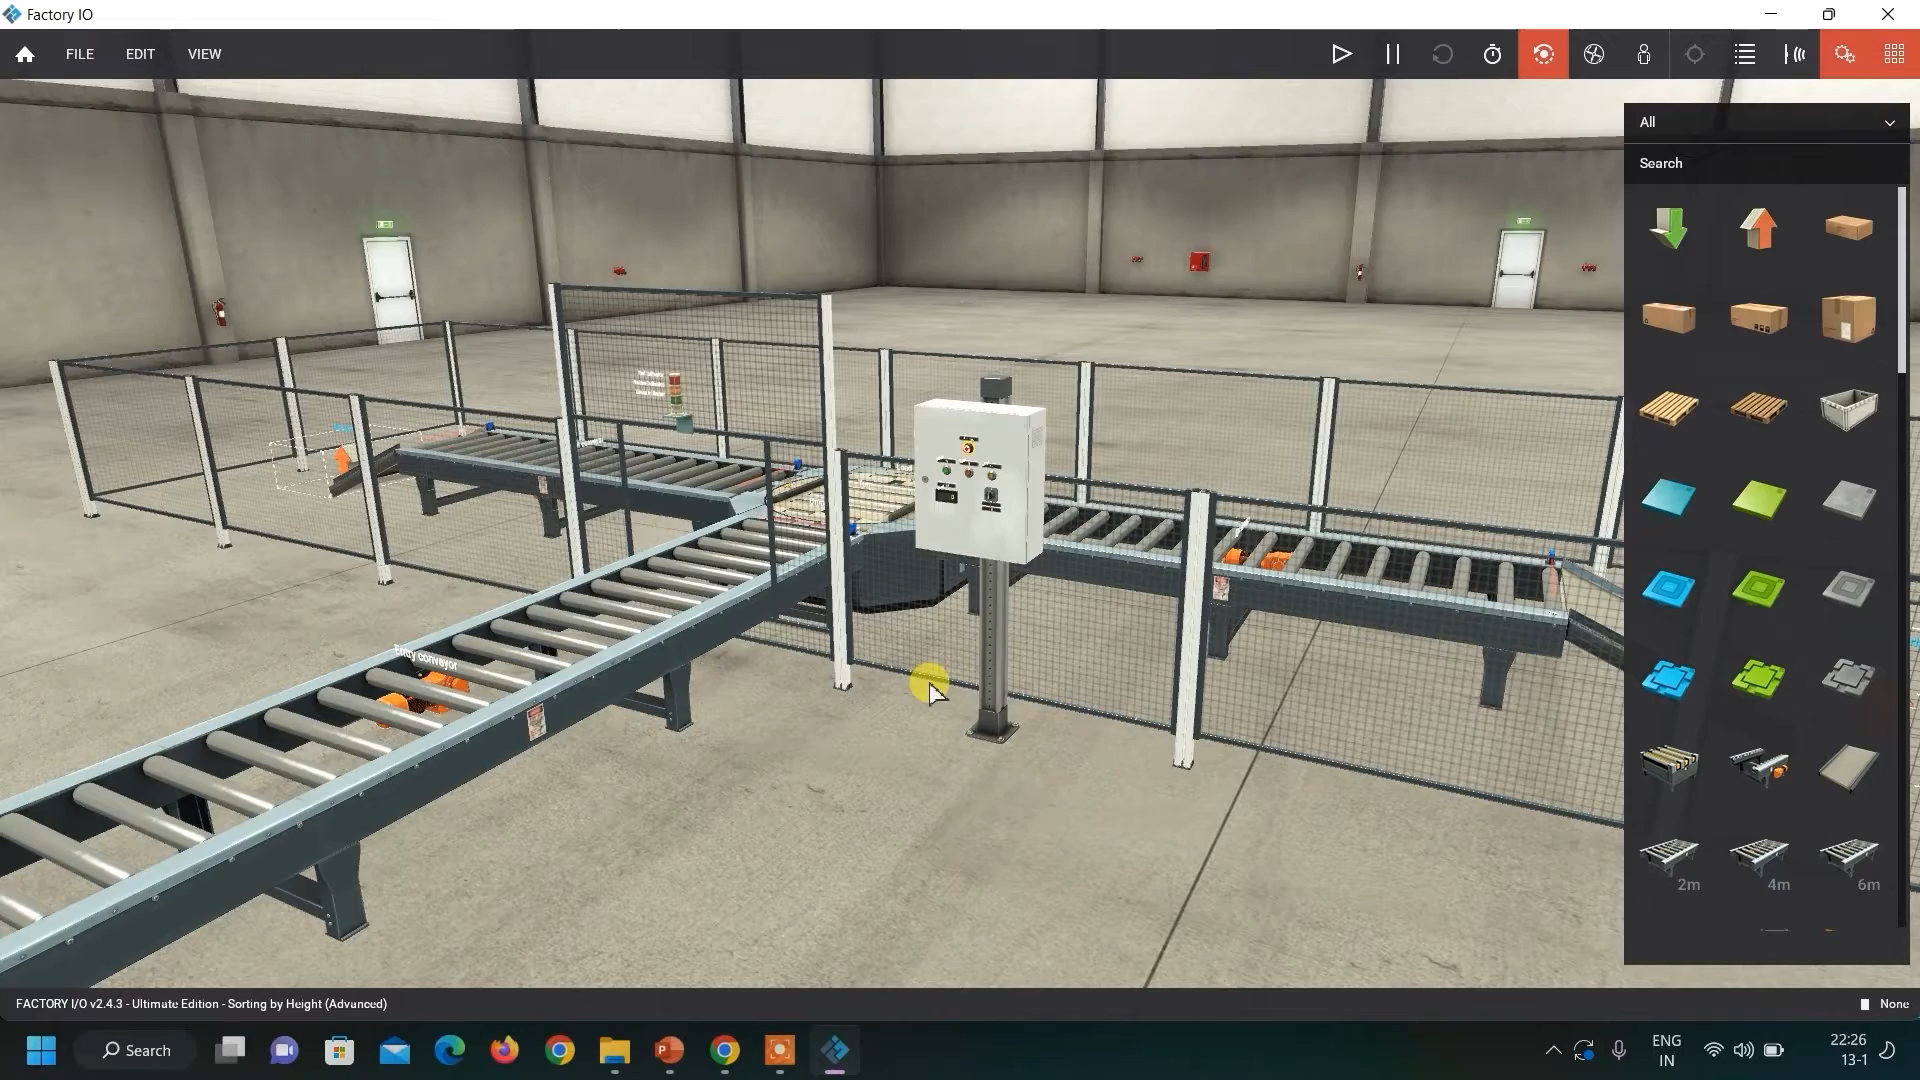 Factory IO
FILE
EDIT
VIEW
All
Search
Entry conveyor
2m
4m
6m
FACTORY I/O v2.4.3 - Ultimate Edition - Sorting by Height (Advanced)
None
Search
ENG
IN
22:26
13-1